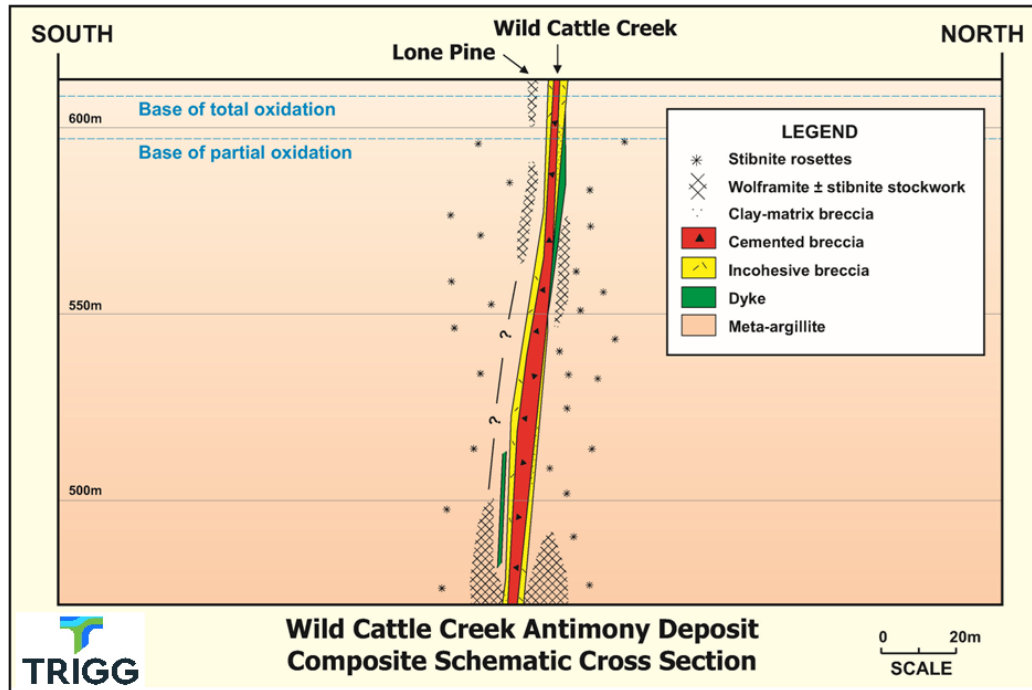 SOUTH
Wild Cattle Creek
NORTH
Lone Pine
Base of total oxidation
600m
Base of partial oxidation
LEGEND
Stibnite rosettes
Wolframite ± stibnite stockwork
Clay-matrix breccia
Cemented breccia
Incohesive breccia
Dyke
Meta-argillite
550m
?
?
500m
TRIGG
Wild Cattle Creek Antimony Deposit
Composite Schematic Cross Section
0 20m
SCALE